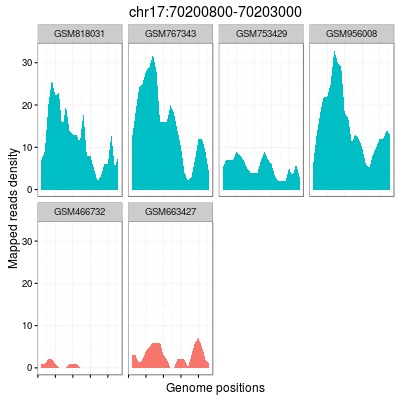 chr17:70200800-70203000
GSM818031 GSM767343 GSM753429 GSM956008
30
20
10
0
GSM466732 GSM663427
30
20
10
0
Mapped reads density
Genome positions